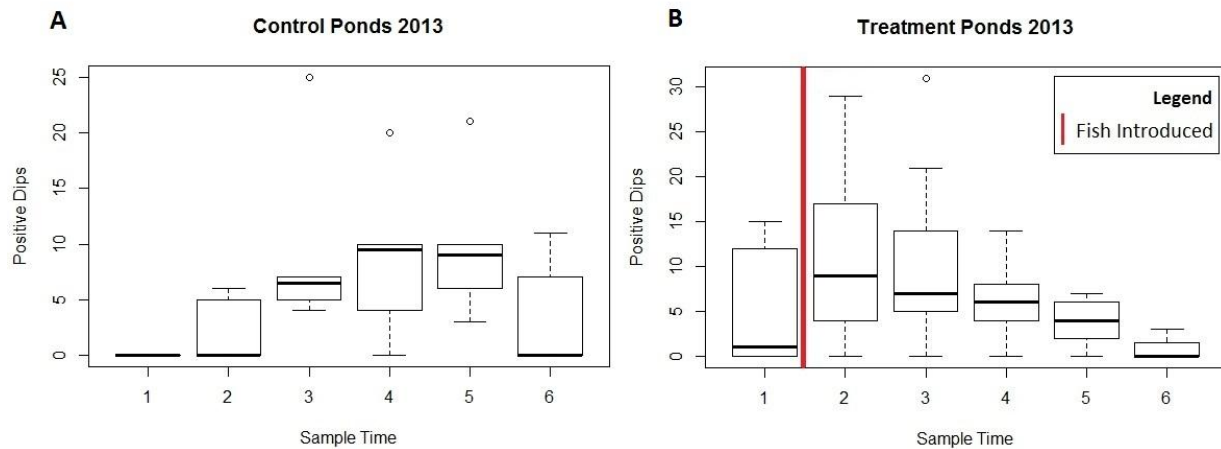 A
Control Ponds 2013
Positive Dips
25
20
15
10
5
0
1 2 3 4 5 6
Sample Time
B
Treatment Ponds 2013
Legend
Fish Introduced
Positive Dips
30
25
20
15
10
5
0
1 2 3 4 5 6
Sample Time